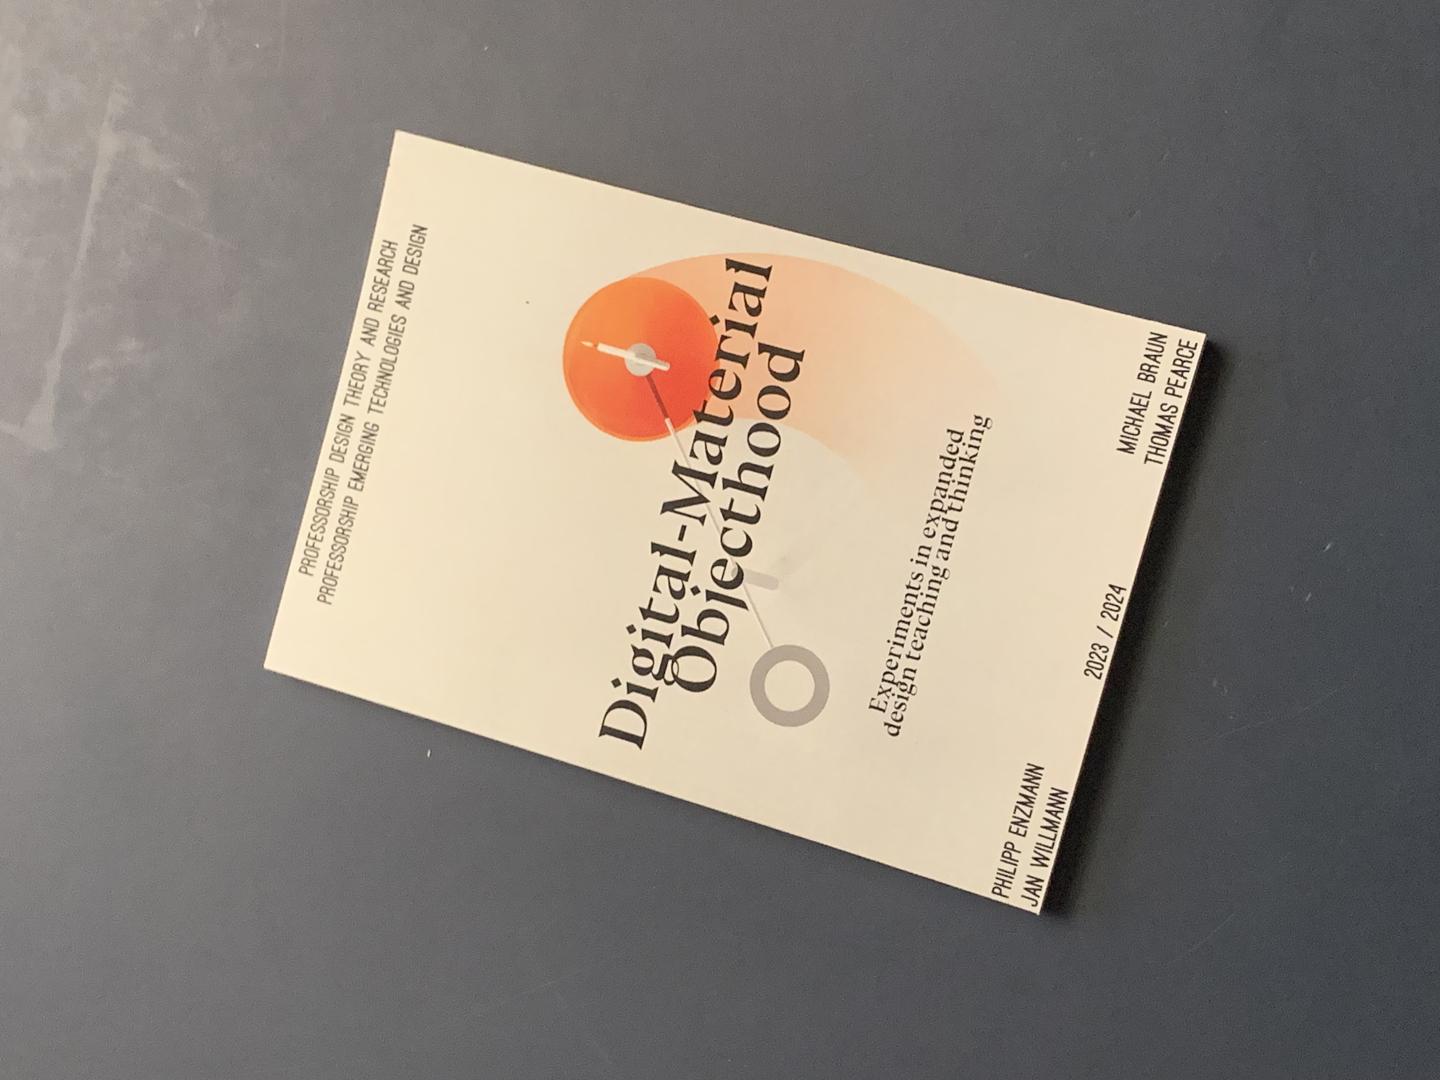 PROFESSORSHIP DESIGN THEORY AND RESEARCH
PROFESSORSHIP EMERGING TECHNOLOGIES AND DESIGN
Digital-Material
Objecthood
Experiments in expanded
design teaching and thinking
PHILIPP ENZMANN
JAN WILLMANN
2023 / 2024
MICHAEL BRAUN
THOMAS PEARCE